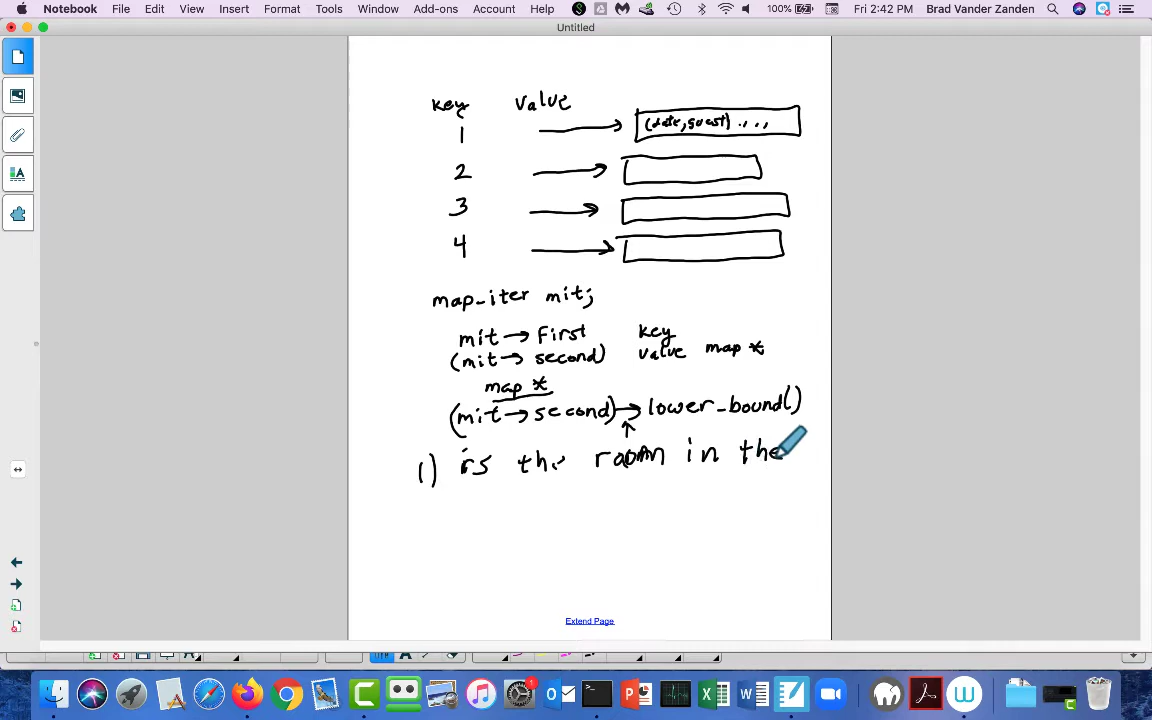 Notebook File Edit View Insert Format Tools Window Add-ons Account Help 100% Fri 2:42 PM Brad Vander Zanden
Untitled
key value
1 (date, guest) ....
2
3
4
map_iter mit;
mit → First key
(mit → second) value map *
map *
(mit → second) → lower_bound()
1) is the room in the
Extend Page